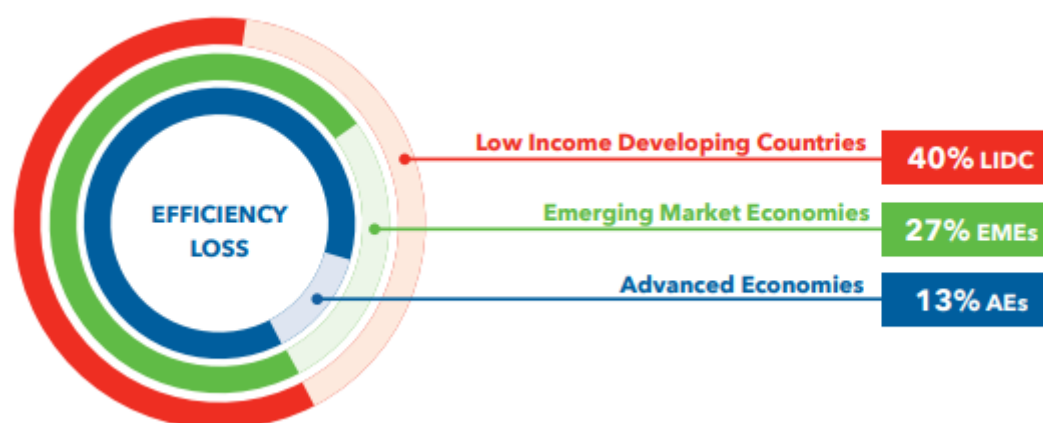 EFFICIENCY
LOSS
Low Income Developing Countries
40% LIDC
Emerging Market Economies
27% EMEs
Advanced Economies
13% AEs